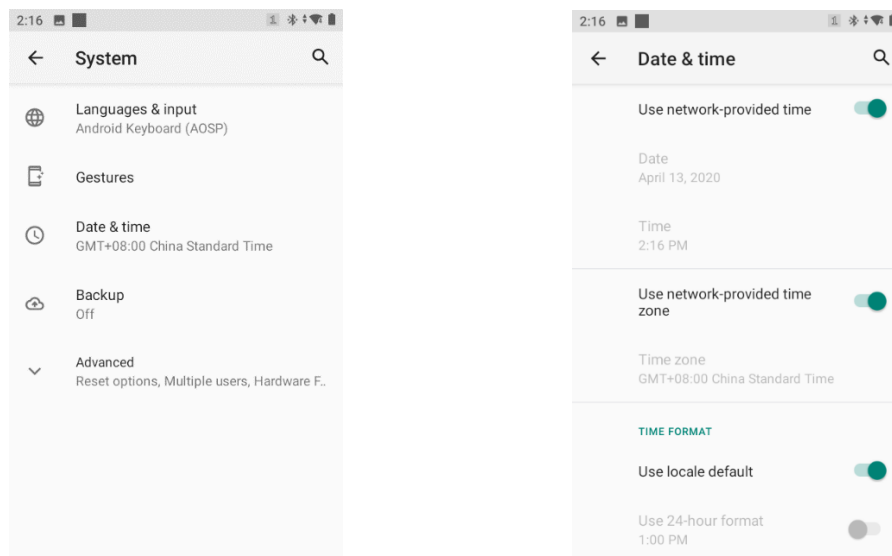 2:16
System
Languages & input
Android Keyboard (AOSP)
Gestures
Date & time
GMT+08:00 China Standard Time
Backup
Off
Advanced
Reset options, Multiple users, Hardware F..
2:16
Date & time
Use network-provided time
Date
April 13, 2020
Time
2:16 PM
Use network-provided time
zone
Time zone
GMT+08:00 China Standard Time
TIME FORMAT
Use locale default
Use 24-hour format
1:00 PM